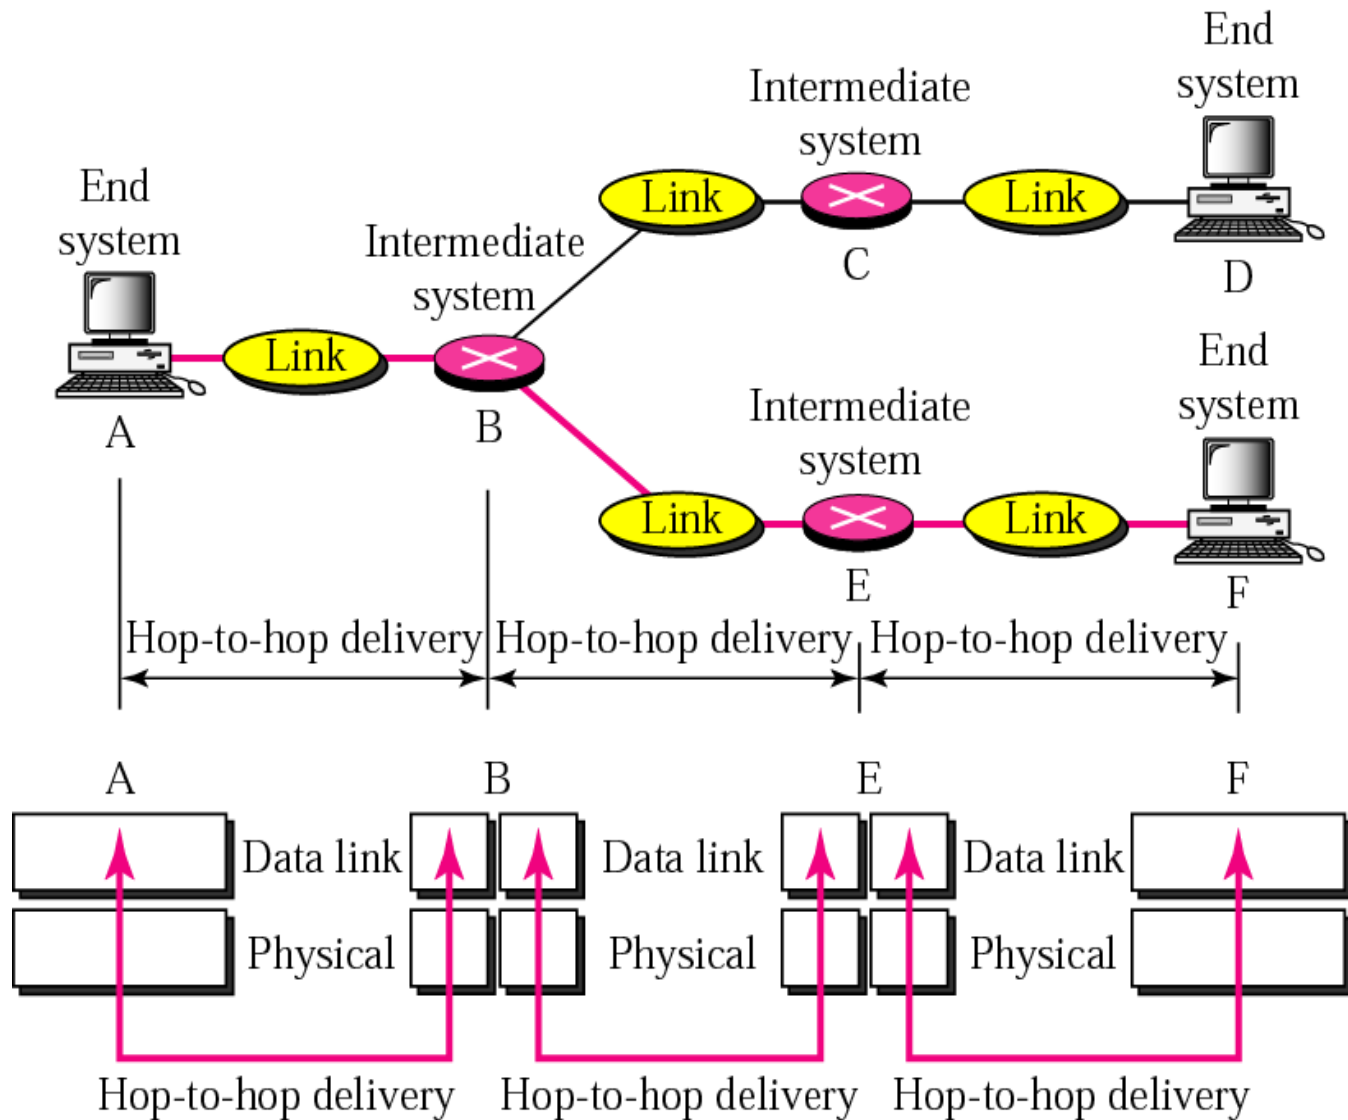 End
system
Intermediate
system
End
system
Link
Link
C
D
Intermediate
system
Link
A
B
End
system
Intermediate
system
Link
Link
E
F
Hop-to-hop delivery
Hop-to-hop delivery
Hop-to-hop delivery
A
B
E
F
Data link
Data link
Data link
Physical
Physical
Physical
Hop-to-hop delivery
Hop-to-hop delivery
Hop-to-hop delivery